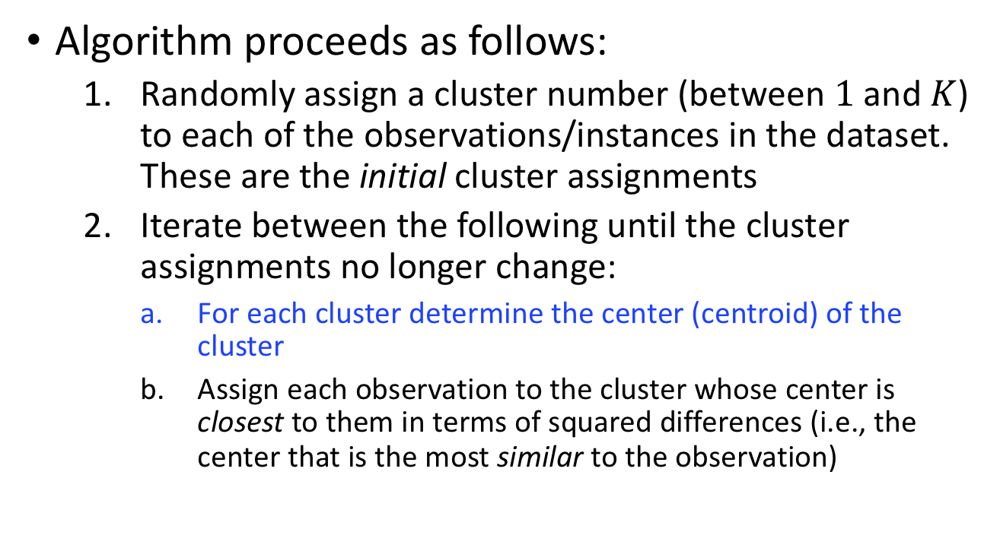 • Algorithm proceeds as follows:
1. Randomly assign a cluster number (between 1 and K)
to each of the observations/instances in the dataset.
These are the initial cluster assignments
2. Iterate between the following until the cluster
assignments no longer change:
a. For each cluster determine the center (centroid) of the
cluster
b. Assign each observation to the cluster whose center is
closest to them in terms of squared differences (i.e., the
center that is the most similar to the observation)